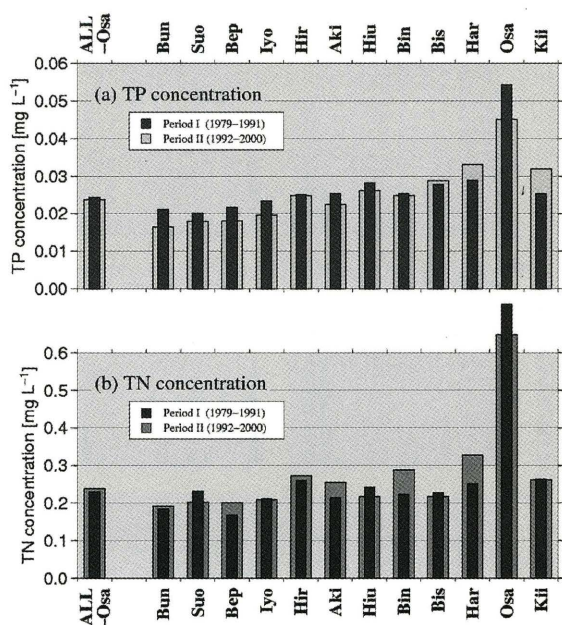 ALL -Osa Bun Suo Bep Iyo Hir Aki Hiu Bin Bis Har Osa Kii
0.06
0.05
0.04
0.03
0.02
0.01
0.00
TP concentration [mg L⁻¹]
(a) TP concentration
Period I (1979–1991)
Period II (1992–2000)
0.6
0.5
0.4
0.3
0.2
0.1
0.0
TN concentration [mg L⁻¹]
(b) TN concentration
Period I (1979–1991)
Period II (1992–2000)
ALL -Osa Bun Suo Bep Iyo Hir Aki Hiu Bin Bis Har Osa Kii